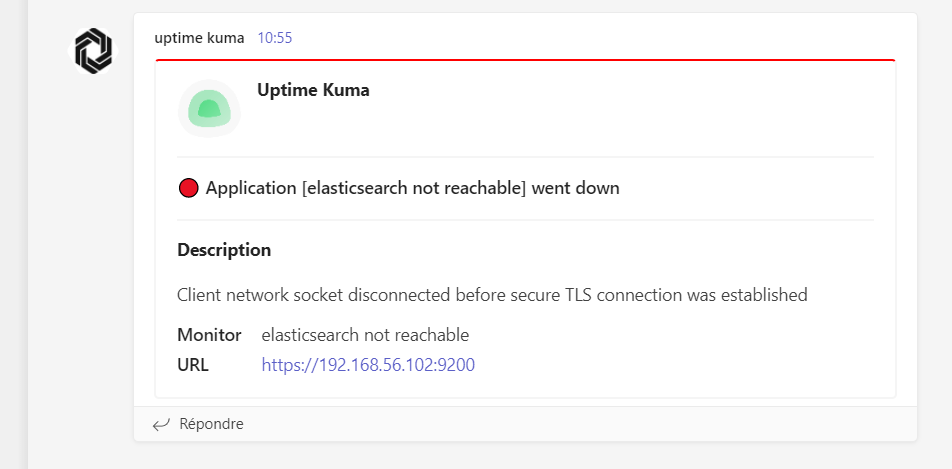 uptime kuma 10:55
Uptime Kuma
Application [elasticsearch not reachable] went down
Description
Client network socket disconnected before secure TLS connection was established
Monitor elasticsearch not reachable
URL https://192.168.56.102:9200
Répondre